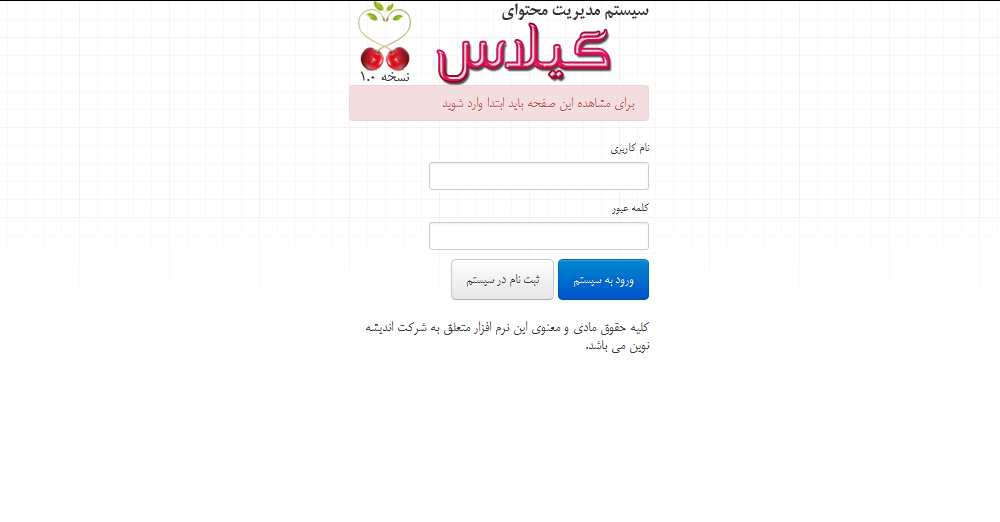 سیستم مدیریت محتوای
گیلاس
نسخه ۱.۰
برای مشاهده این صفحه باید ابتدا وارد شوید
نام کاربری
کلمه عبور
ورود به سیستم
ثبت نام در سیستم
کلیه حقوق مادی و معنوی این نرم افزار متعلق به شرکت اندیشه
نوین می باشد.